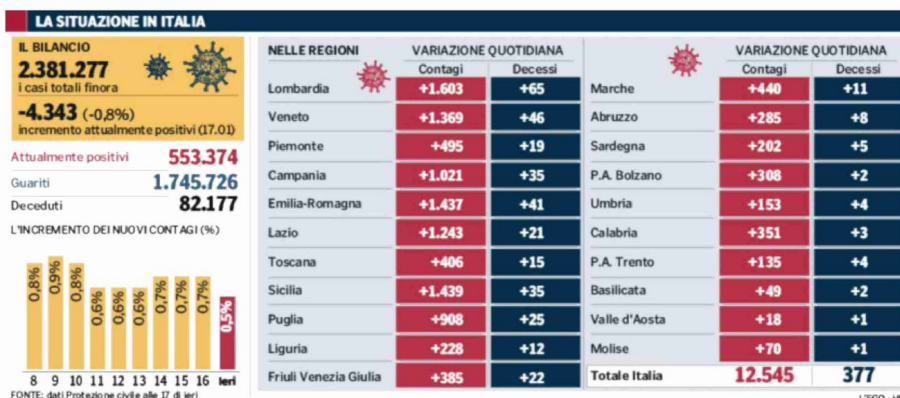 LA SITUAZIONE IN ITALIA
IL BILANCIO
2.381.277
i casi totali finora
-4.343 (-0,8%)
incremento attualmente positivi (17.01)
Attualmente positivi 553.374
Guariti 1.745.726
Deceduti 82.177
L'INCREMENTO DEI NUOVI CONTAGI (%)
0,8% 0,9% 0,8% 0,6% 0,6% 0,6% 0,7% 0,7% 0,7% 0,5%
8 9 10 11 12 13 14 15 16 Ieri
FONTE: dati Protezione civile alle 17 di ieri
NELLE REGIONI VARIAZIONE QUOTIDIANA
Contagi Decessi
Lombardia +1.603 +65
Veneto +1.369 +46
Piemonte +495 +19
Campania +1.021 +35
Emilia-Romagna +1.437 +41
Lazio +1.243 +21
Toscana +406 +15
Sicilia +1.439 +35
Puglia +908 +25
Liguria +228 +12
Friuli Venezia Giulia +385 +22
VARIAZIONE QUOTIDIANA
Contagi Decessi
Marche +440 +11
Abruzzo +285 +8
Sardegna +202 +5
P.A. Bolzano +308 +2
Umbria +153 +4
Calabria +351 +3
P.A. Trento +135 +4
Basilicata +49 +2
Valle d'Aosta +18 +1
Molise +70 +1
Totale Italia 12.545 377